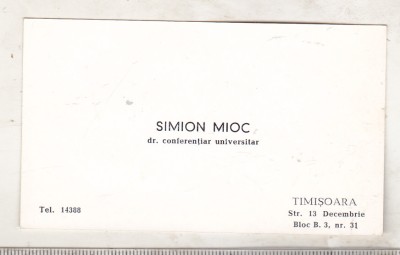 SIMION MIOC
dr. conferențiar universitar
Tel. 14388
TIMIȘOARA
Str. 13 Decembrie
Bloc B. 3, nr. 31